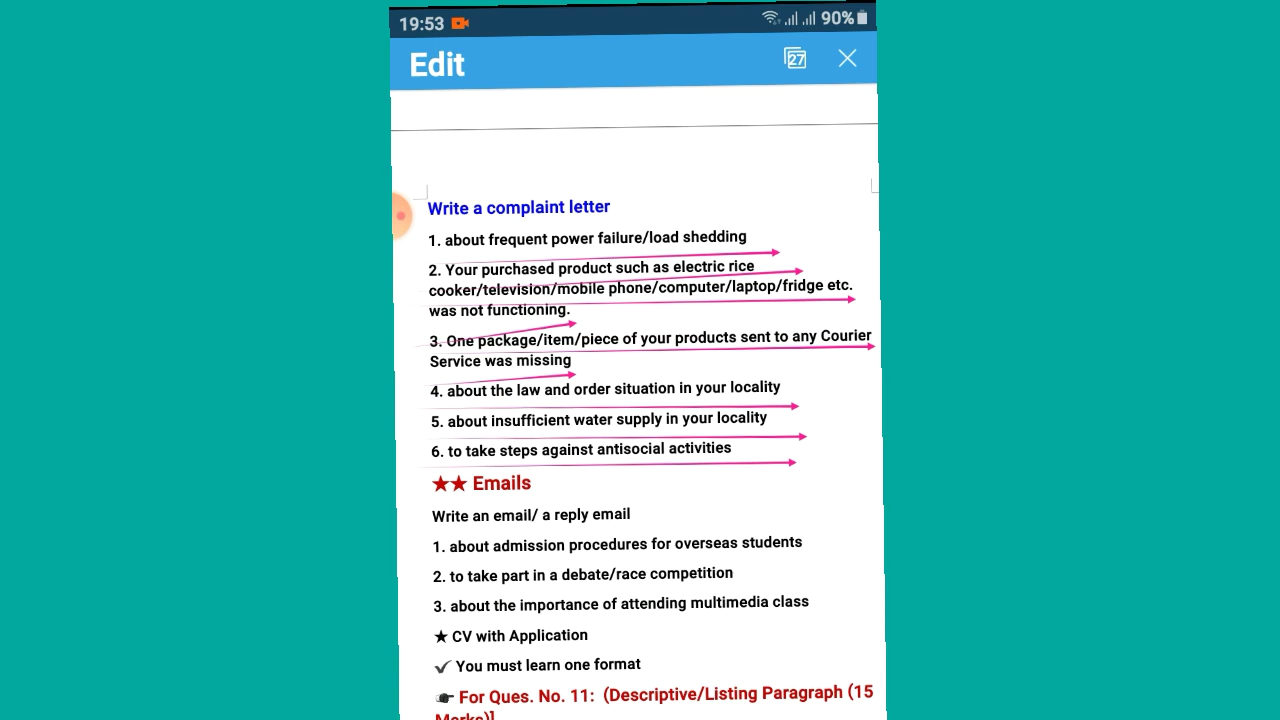 19:53 90%
Edit 27
Write a complaint letter
1. about frequent power failure/load shedding
2. Your purchased product such as electric rice
cooker/television/mobile phone/computer/laptop/fridge etc.
was not functioning.
3. One package/item/piece of your products sent to any Courier
Service was missing
4. about the law and order situation in your locality
5. about insufficient water supply in your locality
6. to take steps against antisocial activities
★★ Emails
Write an email/ a reply email
1. about admission procedures for overseas students
2. to take part in a debate/race competition
3. about the importance of attending multimedia class
★ CV with Application
✓ You must learn one format
☛ For Ques. No. 11: (Descriptive/Listing Paragraph (15
Marks)]